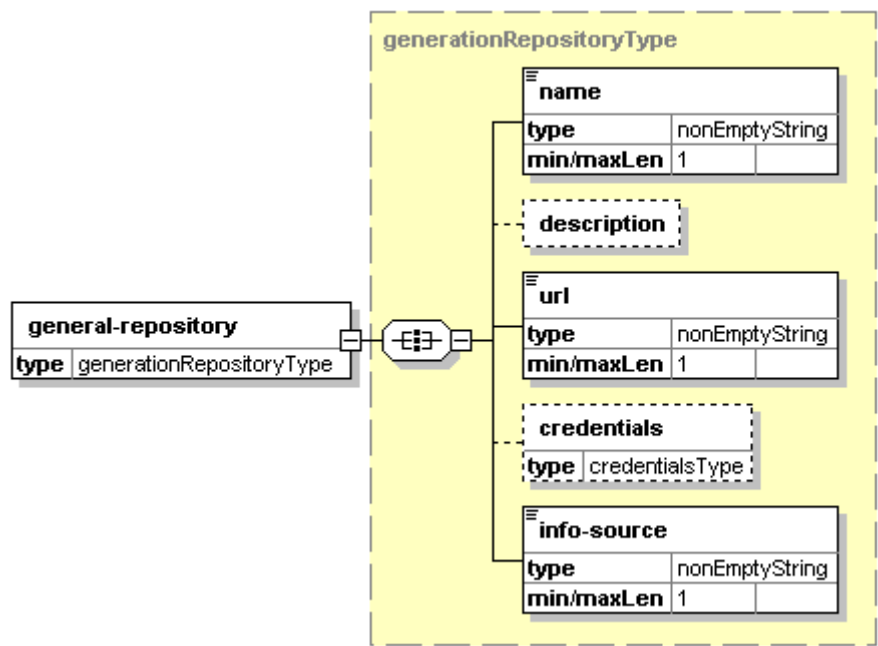 generationRepositoryType
name
type nonEmptyString
min/maxLen 1
description
url
type nonEmptyString
min/maxLen 1
general-repository
type generationRepositoryType
credentials
type credentialsType
info-source
type nonEmptyString
min/maxLen 1